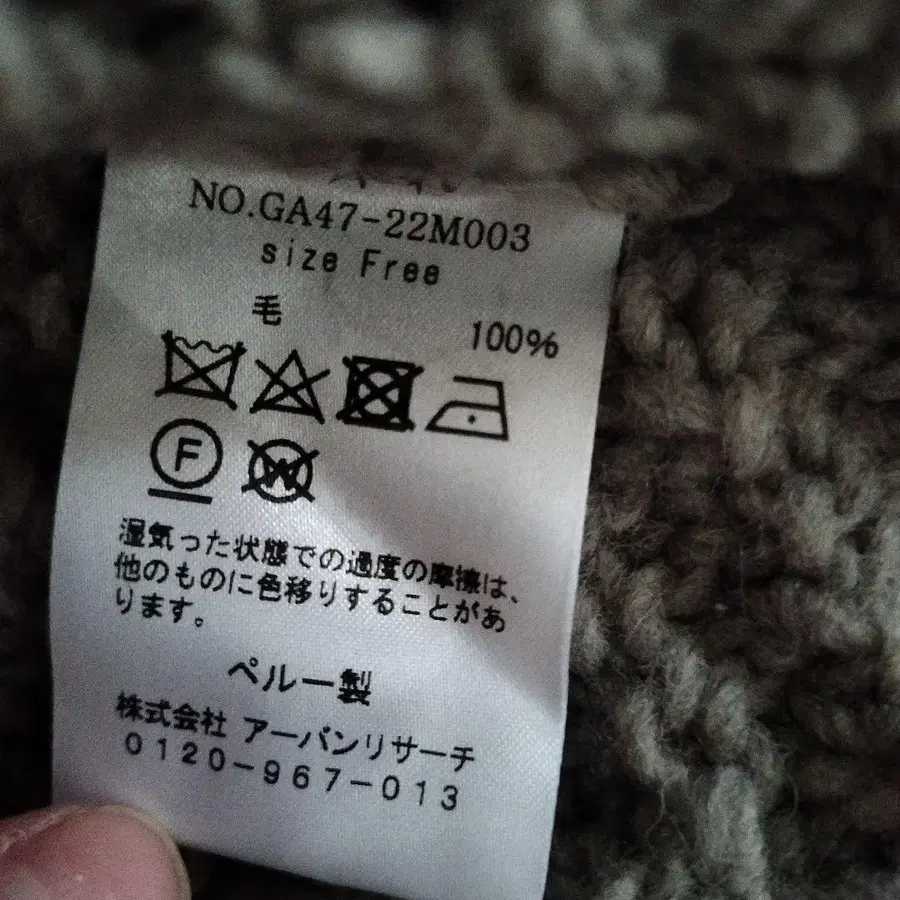 NO.GA47-22M003
size Free
毛 100%
F
W
湿気った状態での過度の摩擦は、
他のものに色移りすることがあ
ります。
ペルー製
株式会社 アーバンリサーチ
0120-967-013